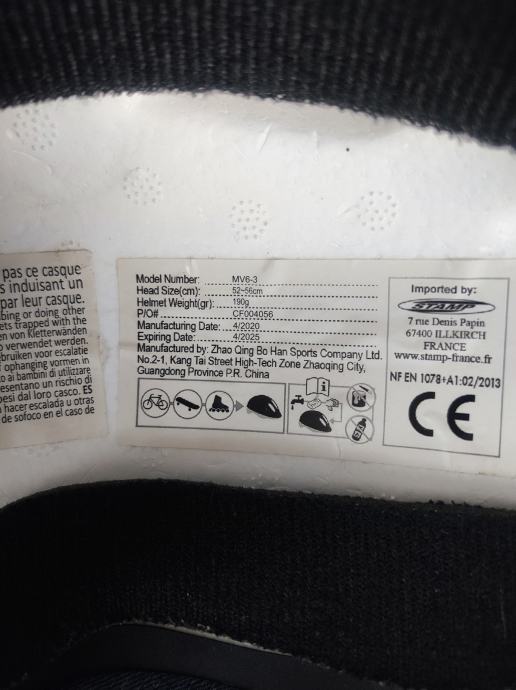 pas ce casque
s induisant un
par leur casque.
bing or doing other
ets trapped with the
en von Kletterwänden
o verwendet werden.
gebruiken voor escalatie
f ophanging vormen in
o ai bambini di utilizzare
esentano un rischio di
pesi dal loro casco. ES
a hacer escalada u otras
de sofoco en el caso de
Model Number: MV6-3
Head Size(cm): 52~56cm
Helmet Weight(gr): 190g
P/O# CF004056
Manufacturing Date: 4/2020
Expiring Date: 4/2025
Manufactured by: Zhao Qing Bo Han Sports Company Ltd.
No.2-1, Kang Tai Street High-Tech Zone Zhaoqing City,
Guangdong Province P.R. China
Imported by:
STAMP
7 rue Denis Papin
67400 ILLKIRCH
FRANCE
www.stamp-france.fr
NF EN 1078+A1:02/2013
CE